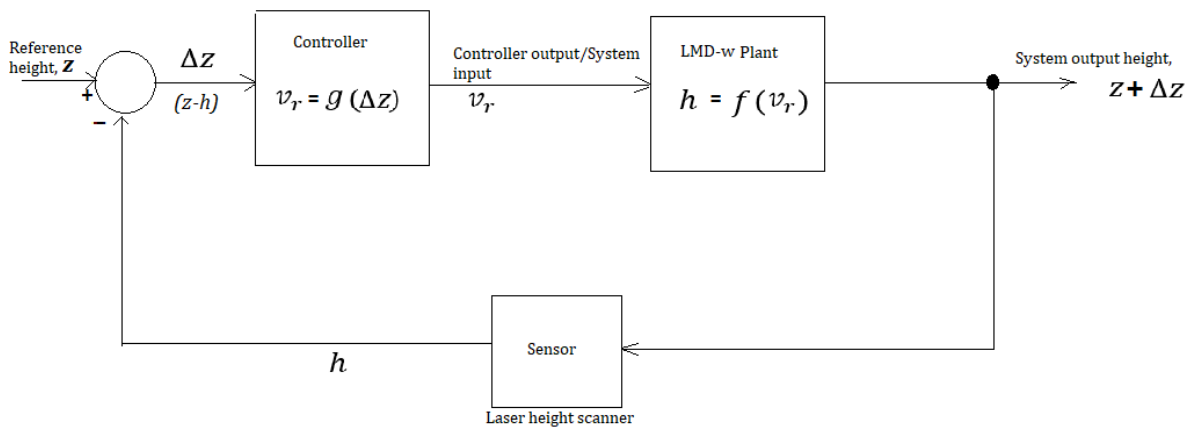 Reference
height, z
+
−
Δz
(z-h)
Controller
v_r = g (Δz)
Controller output/System
input
v_r
LMD-w Plant
h = f (v_r)
System output height,
z+ Δz
h
Sensor
Laser height scanner